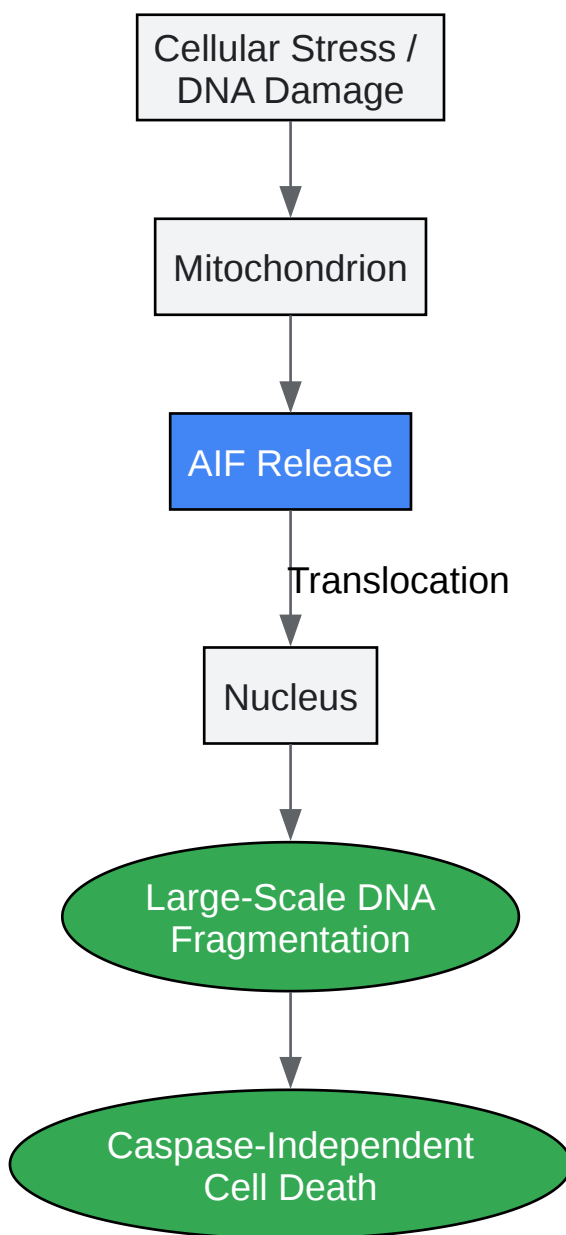 Cellular Stress /
DNA Damage
Mitochondrion
AIF Release
Translocation
Nucleus
Large-Scale DNA
Fragmentation
Caspase-Independent
Cell Death